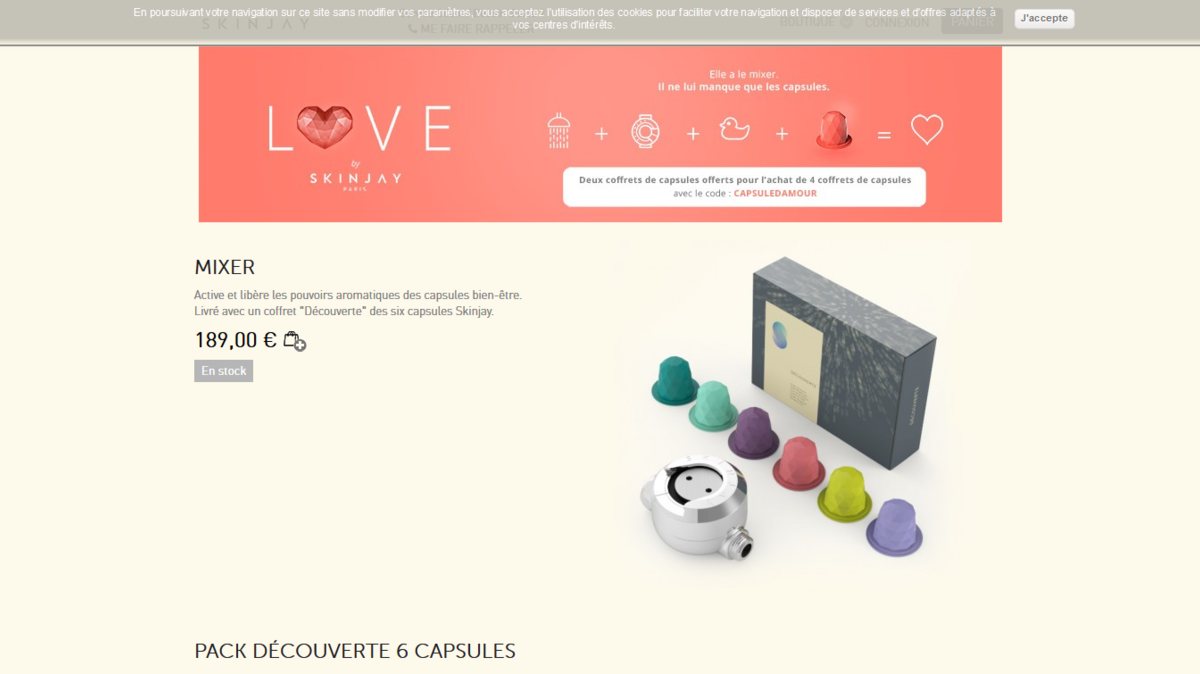 En poursuivant votre navigation sur ce site sans modifier vos paramètres, vous acceptez l'utilisation des cookies pour faciliter votre navigation et disposer de services et d'offres adaptés à
vos centres d'intérêts.
J'accepte
SKINJAY
ME FAIRE RAPPELER
BOUTIQUE
CONNEXION
PANIER
Elle a le mixer.
Il ne lui manque que les capsules.
LOVE
by
SKINJAY
PARIS
+ + + =
Deux coffrets de capsules offerts pour l'achat de 4 coffrets de capsules
avec le code : CAPSULEDAMOUR
MIXER
Active et libère les pouvoirs aromatiques des capsules bien-être.
Livré avec un coffret "Découverte" des six capsules Skinjay.
189,00 €
En stock
PACK DÉCOUVERTE 6 CAPSULES